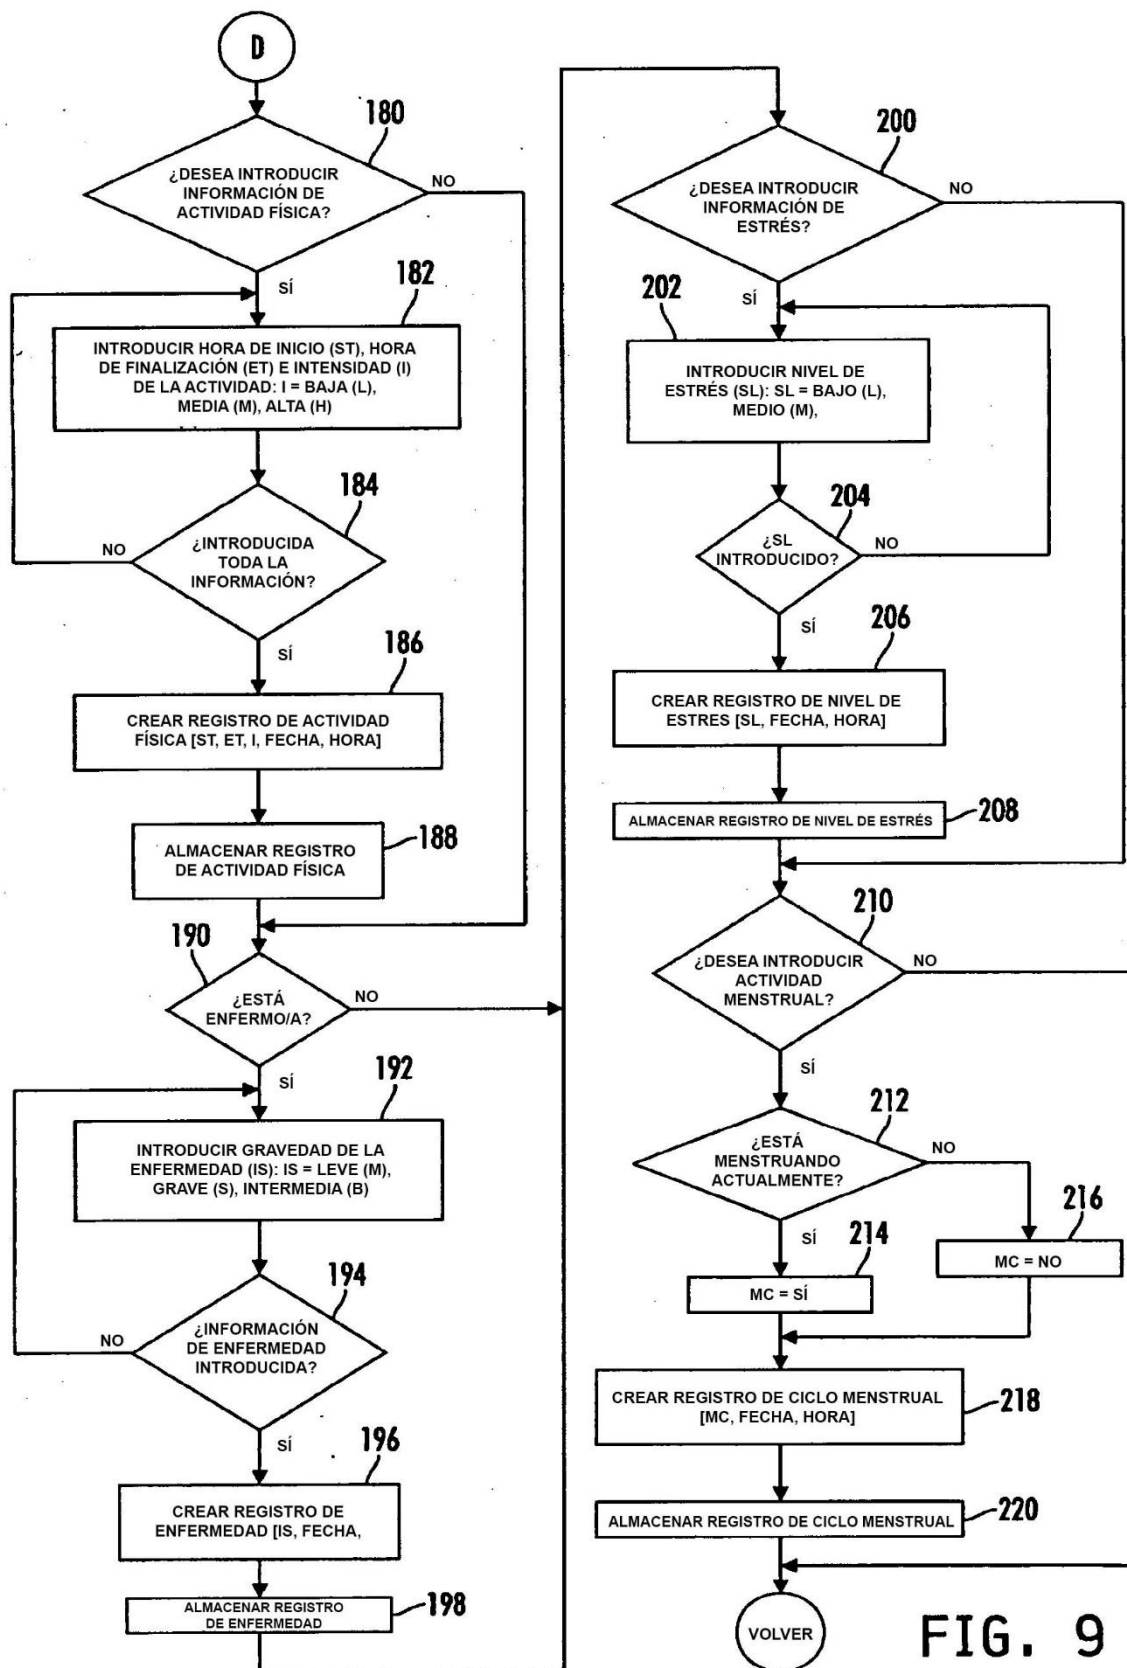 D
180
¿DESEA INTRODUCIR
INFORMACIÓN DE
ACTIVIDAD FÍSICA?
NO
SÍ
182
INTRODUCIR HORA DE INICIO (ST), HORA
DE FINALIZACIÓN (ET) E INTENSIDAD (I)
DE LA ACTIVIDAD: I = BAJA (L),
MEDIA (M), ALTA (H)
184
¿INTRODUCIDA
TODA LA
INFORMACIÓN?
NO
SÍ
186
CREAR REGISTRO DE ACTIVIDAD
FÍSICA [ST, ET, I, FECHA, HORA]
188
ALMACENAR REGISTRO
DE ACTIVIDAD FÍSICA
190
¿ESTÁ
ENFERMO/A?
NO
SÍ
192
INTRODUCIR GRAVEDAD DE LA
ENFERMEDAD (IS): IS = LEVE (M),
GRAVE (S), INTERMEDIA (B)
194
¿INFORMACIÓN
DE ENFERMEDAD
INTRODUCIDA?
NO
SÍ
196
CREAR REGISTRO DE
ENFERMEDAD [IS, FECHA,
198
ALMACENAR REGISTRO
DE ENFERMEDAD
200
¿DESEA INTRODUCIR
INFORMACIÓN DE
ESTRÉS?
NO
SÍ
202
INTRODUCIR NIVEL DE
ESTRÉS (SL): SL = BAJO (L),
MEDIO (M),
204
¿SL
INTRODUCIDO?
NO
SÍ
206
CREAR REGISTRO DE NIVEL DE
ESTRES [SL, FECHA, HORA]
208
ALMACENAR REGISTRO DE NIVEL DE ESTRÉS
210
¿DESEA INTRODUCIR
ACTIVIDAD
MENSTRUAL?
NO
SÍ
212
¿ESTÁ
MENSTRUANDO
ACTUALMENTE?
NO
SÍ
214
MC = SÍ
216
MC = NO
218
CREAR REGISTRO DE CICLO MENSTRUAL
[MC, FECHA, HORA]
220
ALMACENAR REGISTRO DE CICLO MENSTRUAL
VOLVER
FIG. 9